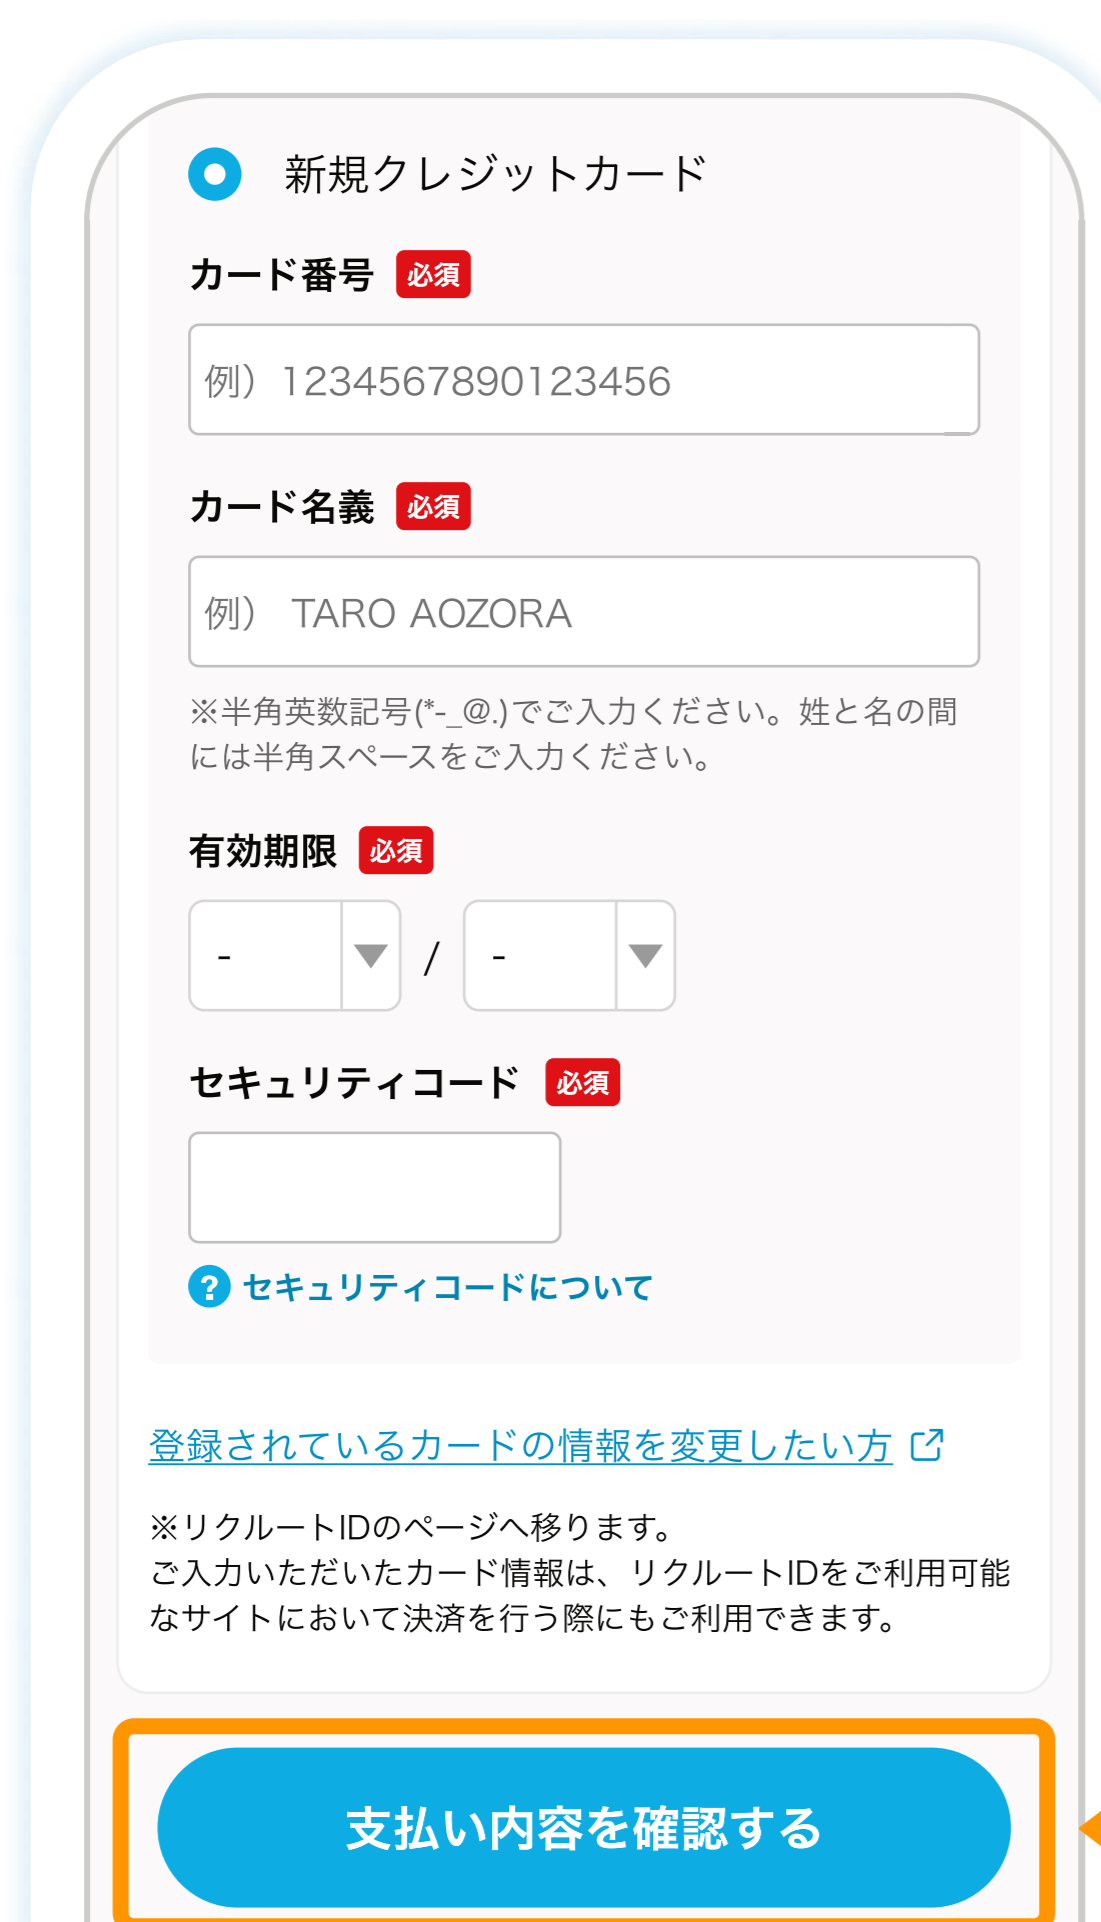 新規クレジットカード
カード番号 必須
例）1234567890123456
カード名義 必須
例） TARO AOZORA
※半角英数記号(*-_@.)でご入力ください。姓と名の間
には半角スペースをご入力ください。
有効期限 必須
- / -
セキュリティコード 必須
? セキュリティコードについて
登録されているカードの情報を変更したい方
※リクルートIDのページへ移ります。
ご入力いただいたカード情報は、リクルートIDをご利用可能
なサイトにおいて決済を行う際にもご利用できます。
支払い内容を確認する